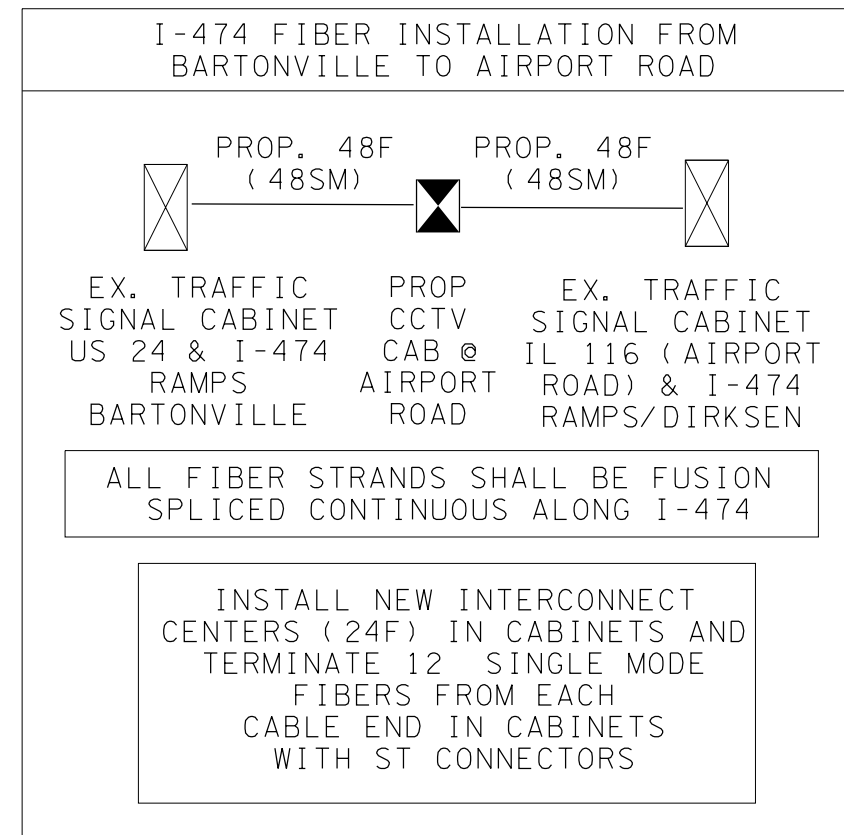 I-474 FIBER INSTALLATION FROM
BARTONVILLE TO AIRPORT ROAD
PROP. 48F
(48SM)
PROP. 48F
(48SM)
EX. TRAFFIC
SIGNAL CABINET
US 24 & I-474
RAMPS
BARTONVILLE
PROP
CCTV
CAB @
AIRPORT
ROAD
EX. TRAFFIC
SIGNAL CABINET
IL 116 (AIRPORT
ROAD) & I-474
RAMPS/DIRKSEN
ALL FIBER STRANDS SHALL BE FUSION
SPLICED CONTINUOUS ALONG I-474
INSTALL NEW INTERCONNECT
CENTERS (24F) IN CABINETS AND
TERMINATE 12 SINGLE MODE
FIBERS FROM EACH
CABLE END IN CABINETS
WITH ST CONNECTORS